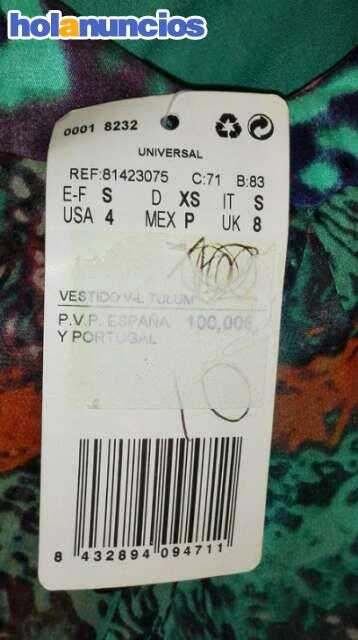 holanuncios
0001 8232
UNIVERSAL
REF:81423075 C:71 B:83
E-F S D XS IT S
USA 4 MEX P UK 8
VESTIDO V-L TULUM
P.V.P. ESPAÑA 100,00€
Y PORTUGAL
8 432894 094711